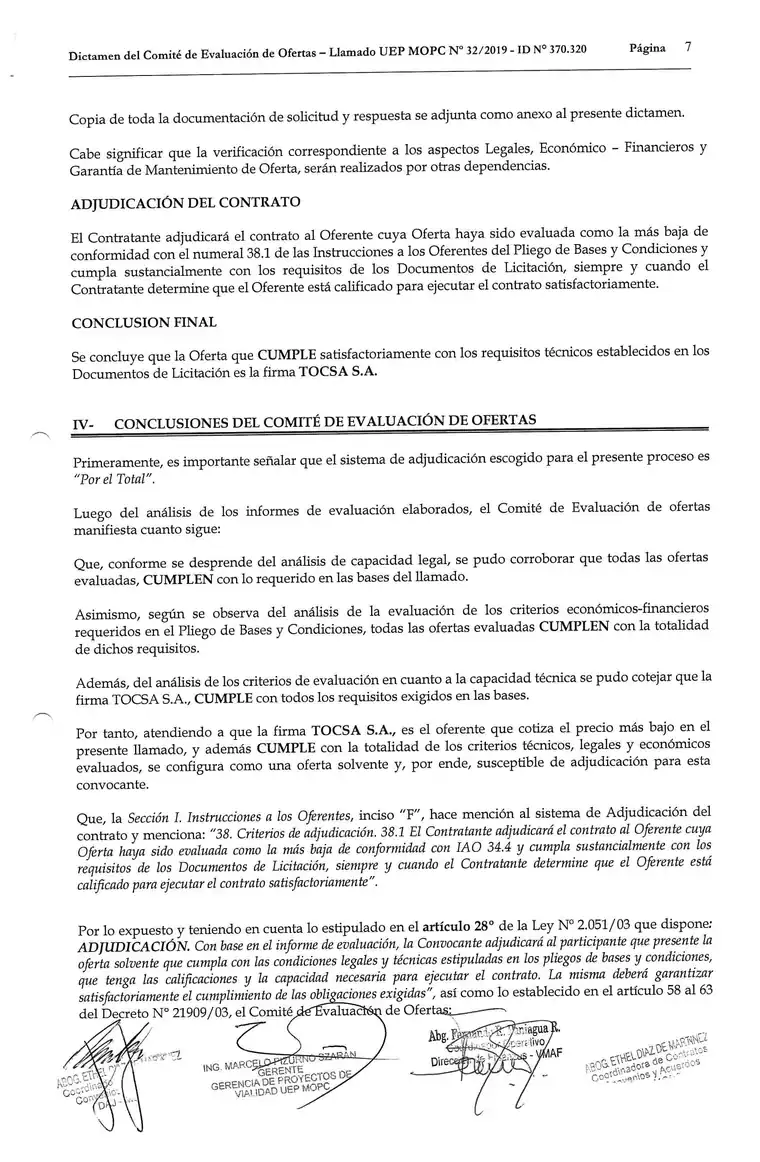 Dictamen del Comité de Evaluación de Ofertas – Llamado UEP MOPC N° 32/2019 - ID N° 370.320 Página 7
Copia de toda la documentación de solicitud y respuesta se adjunta como anexo al presente dictamen.
Cabe significar que la verificación correspondiente a los aspectos Legales, Económico – Financieros y
Garantía de Mantenimiento de Oferta, serán realizados por otras dependencias.
ADJUDICACIÓN DEL CONTRATO
El Contratante adjudicará el contrato al Oferente cuya Oferta haya sido evaluada como la más baja de
conformidad con el numeral 38.1 de las Instrucciones a los Oferentes del Pliego de Bases y Condiciones y
cumpla sustancialmente con los requisitos de los Documentos de Licitación, siempre y cuando el
Contratante determine que el Oferente está calificado para ejecutar el contrato satisfactoriamente.
CONCLUSION FINAL
Se concluye que la Oferta que CUMPLE satisfactoriamente con los requisitos técnicos establecidos en los
Documentos de Licitación es la firma TOCSA S.A.
IV- CONCLUSIONES DEL COMITÉ DE EVALUACIÓN DE OFERTAS
Primeramente, es importante señalar que el sistema de adjudicación escogido para el presente proceso es
"Por el Total".
Luego del análisis de los informes de evaluación elaborados, el Comité de Evaluación de ofertas
manifiesta cuanto sigue:
Que, conforme se desprende del análisis de capacidad legal, se pudo corroborar que todas las ofertas
evaluadas, CUMPLEN con lo requerido en las bases del llamado.
Asimismo, según se observa del análisis de la evaluación de los criterios económicos-financieros
requeridos en el Pliego de Bases y Condiciones, todas las ofertas evaluadas CUMPLEN con la totalidad
de dichos requisitos.
Además, del análisis de los criterios de evaluación en cuanto a la capacidad técnica se pudo cotejar que la
firma TOCSA S.A., CUMPLE con todos los requisitos exigidos en las bases.
Por tanto, atendiendo a que la firma TOCSA S.A., es el oferente que cotiza el precio más bajo en el
presente llamado, y además CUMPLE con la totalidad de los criterios técnicos, legales y económicos
evaluados, se configura como una oferta solvente y, por ende, susceptible de adjudicación para esta
convocante.
Que, la Sección I. Instrucciones a los Oferentes, inciso "F", hace mención al sistema de Adjudicación del
contrato y menciona: "38. Criterios de adjudicación. 38.1 El Contratante adjudicará el contrato al Oferente cuya
Oferta haya sido evaluada como la más baja de conformidad con IAO 34.4 y cumpla sustancialmente con los
requisitos de los Documentos de Licitación, siempre y cuando el Contratante determine que el Oferente está
calificado para ejecutar el contrato satisfactoriamente".
Por lo expuesto y teniendo en cuenta lo estipulado en el artículo 28° de la Ley N° 2.051/03 que dispone:
ADJUDICACIÓN. Con base en el informe de evaluación, la Convocante adjudicará al participante que presente la
oferta solvente que cumpla con las condiciones legales y técnicas estipuladas en los pliegos de bases y condiciones,
que tenga las calificaciones y la capacidad necesaria para ejecutar el contrato. La misma deberá garantizar
satisfactoriamente el cumplimiento de las obligaciones exigidas", así como lo establecido en el artículo 58 al 63
del Decreto N° 21909/03, el Comité de Evaluación de Ofertas:
ABOG. ETHEL
ING. MARCELO PIZURNO SZARÁN
GERENTE
GERENCIA DE PROYECTOS DE
VIALIDAD UEP MOPC
Abg. R. Paniagua R.
VMAF
ABOG. ETHEL DIAZ DE MARTINEZ
Coordinadora de Contratos
Convenios y Acuerdos